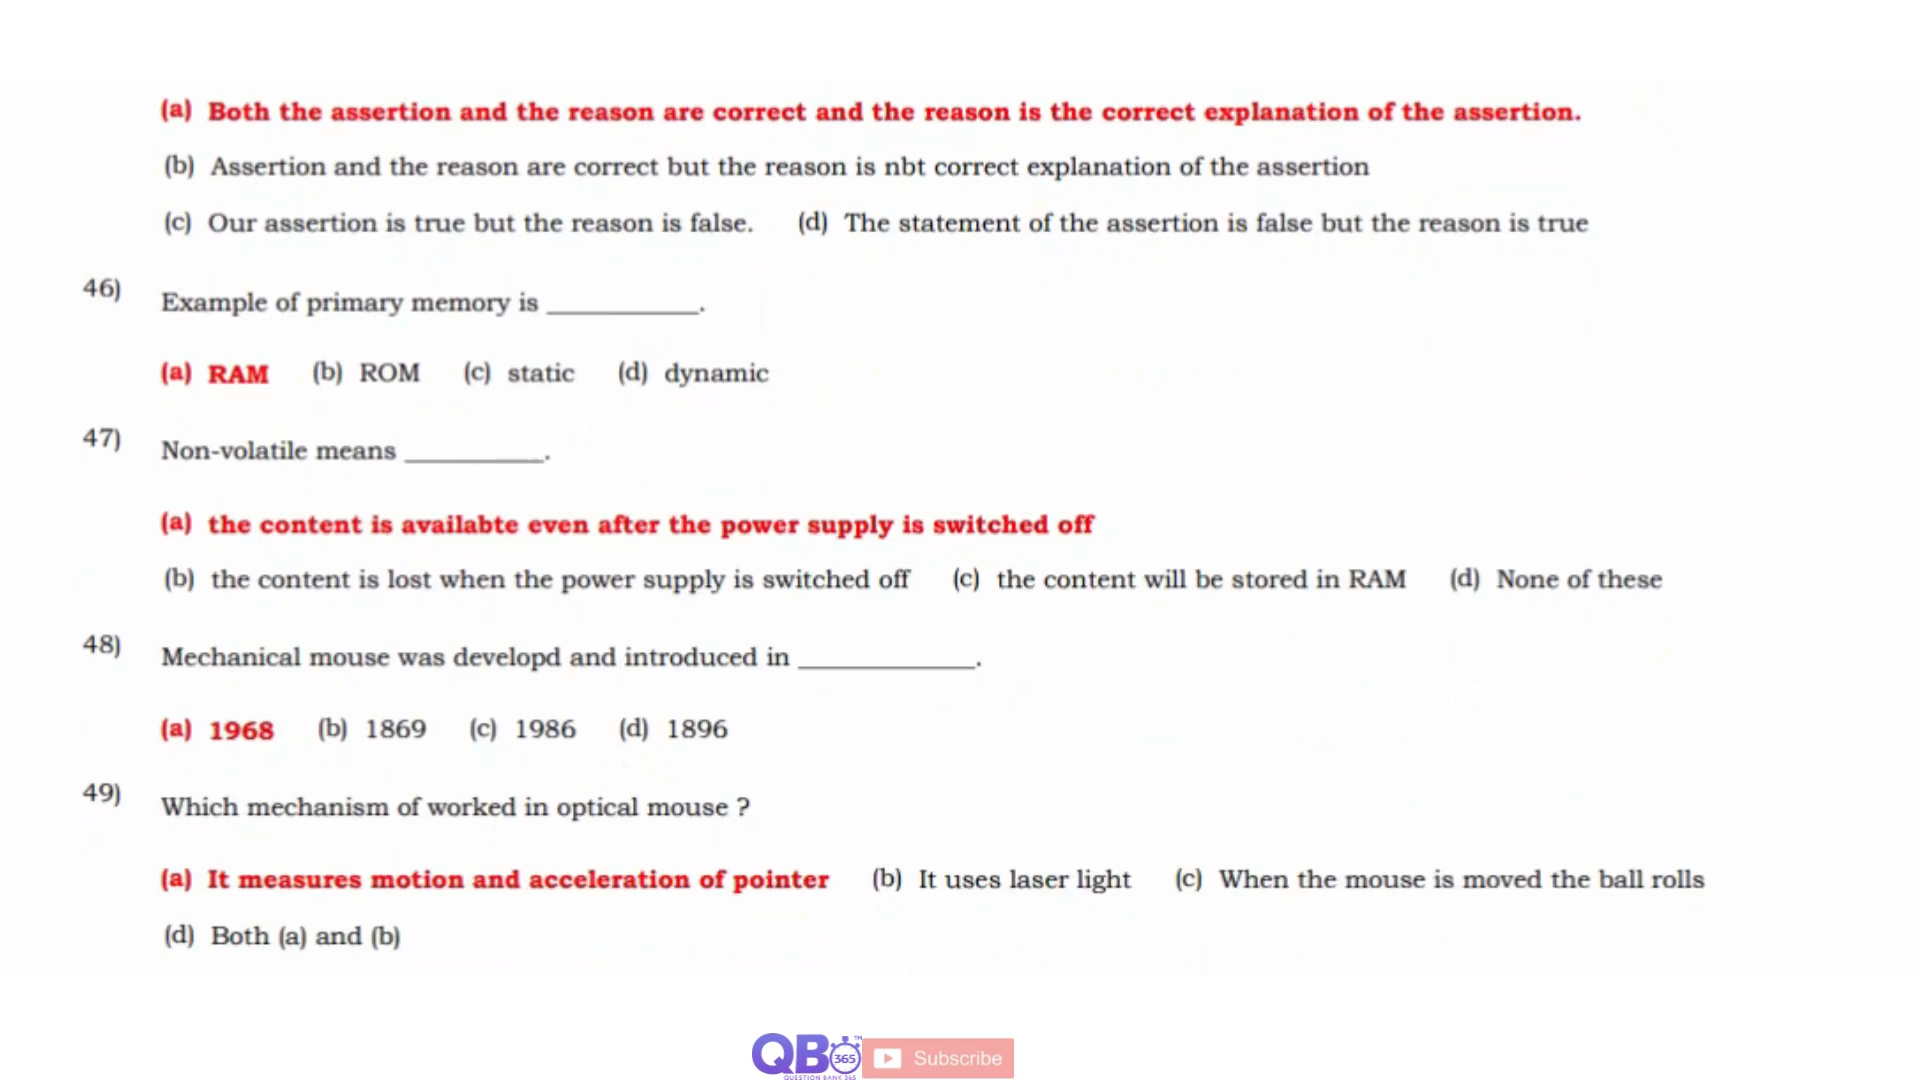 (a) Both the assertion and the reason are correct and the reason is the correct explanation of the assertion.
(b) Assertion and the reason are correct but the reason is nbt correct explanation of the assertion
(c) Our assertion is true but the reason is false. (d) The statement of the assertion is false but the reason is true
46) Example of primary memory is ___________.
(a) RAM (b) ROM (c) static (d) dynamic
47) Non-volatile means __________.
(a) the content is availabte even after the power supply is switched off
(b) the content is lost when the power supply is switched off (c) the content will be stored in RAM (d) None of these
48) Mechanical mouse was developd and introduced in _____________.
(a) 1968 (b) 1869 (c) 1986 (d) 1896
49) Which mechanism of worked in optical mouse ?
(a) It measures motion and acceleration of pointer (b) It uses laser light (c) When the mouse is moved the ball rolls
(d) Both (a) and (b)
QB 365 ™ Subscribe
QUESTION BANK 365